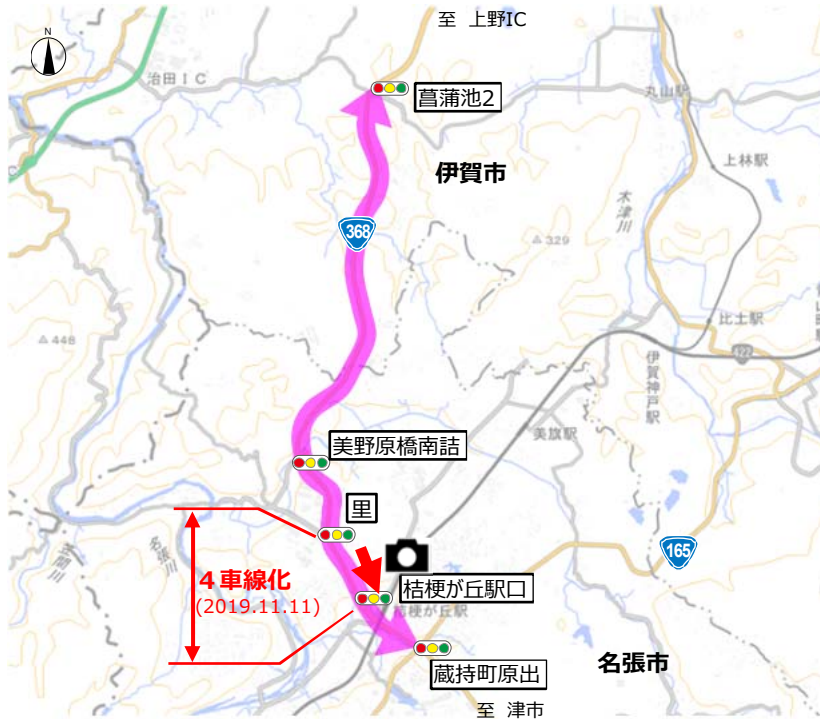 至 上野IC
N
治田IC
菖蒲池2
丸山駅
伊賀市
上林駅
木津川
368
329
448
比土駅
422
伊賀神戸駅
美旗駅
美野原橋南詰
里
165
名張川
笠間川
4車線化
(2019.11.11)
桔梗が丘駅口
桔梗が丘駅
蔵持町原出
名張市
至 津市